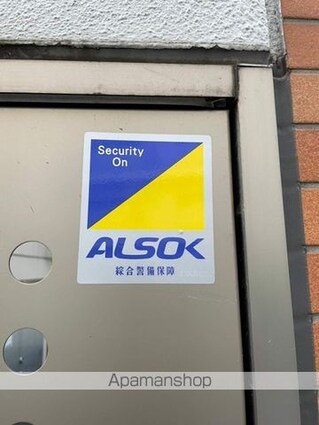 Security
On
ALSOK
綜合警備保障
Apamanshop